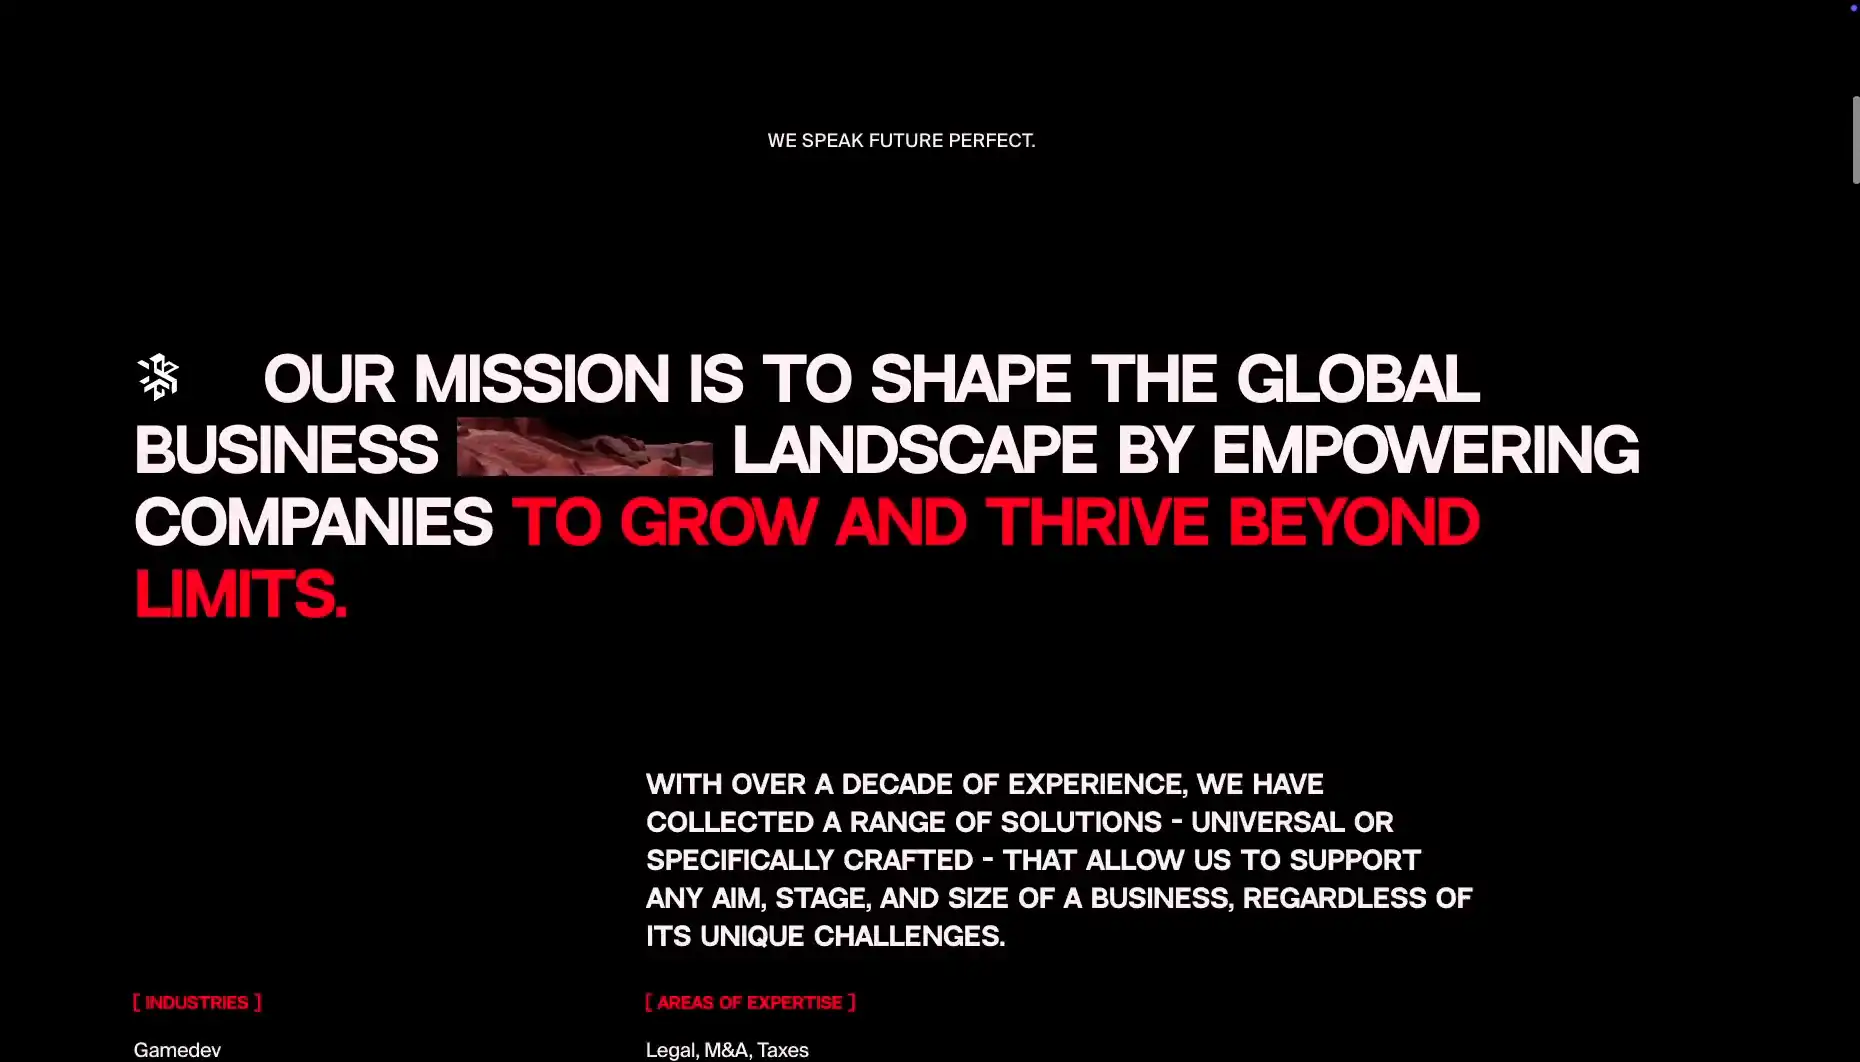 WE SPEAK FUTURE PERFECT.
OUR MISSION IS TO SHAPE THE GLOBAL
BUSINESS LANDSCAPE BY EMPOWERING
COMPANIES TO GROW AND THRIVE BEYOND
LIMITS.
WITH OVER A DECADE OF EXPERIENCE, WE HAVE
COLLECTED A RANGE OF SOLUTIONS - UNIVERSAL OR
SPECIFICALLY CRAFTED - THAT ALLOW US TO SUPPORT
ANY AIM, STAGE, AND SIZE OF A BUSINESS, REGARDLESS OF
ITS UNIQUE CHALLENGES.
[ INDUSTRIES ]
Gamedev
[ AREAS OF EXPERTISE ]
Legal, M&A, Taxes